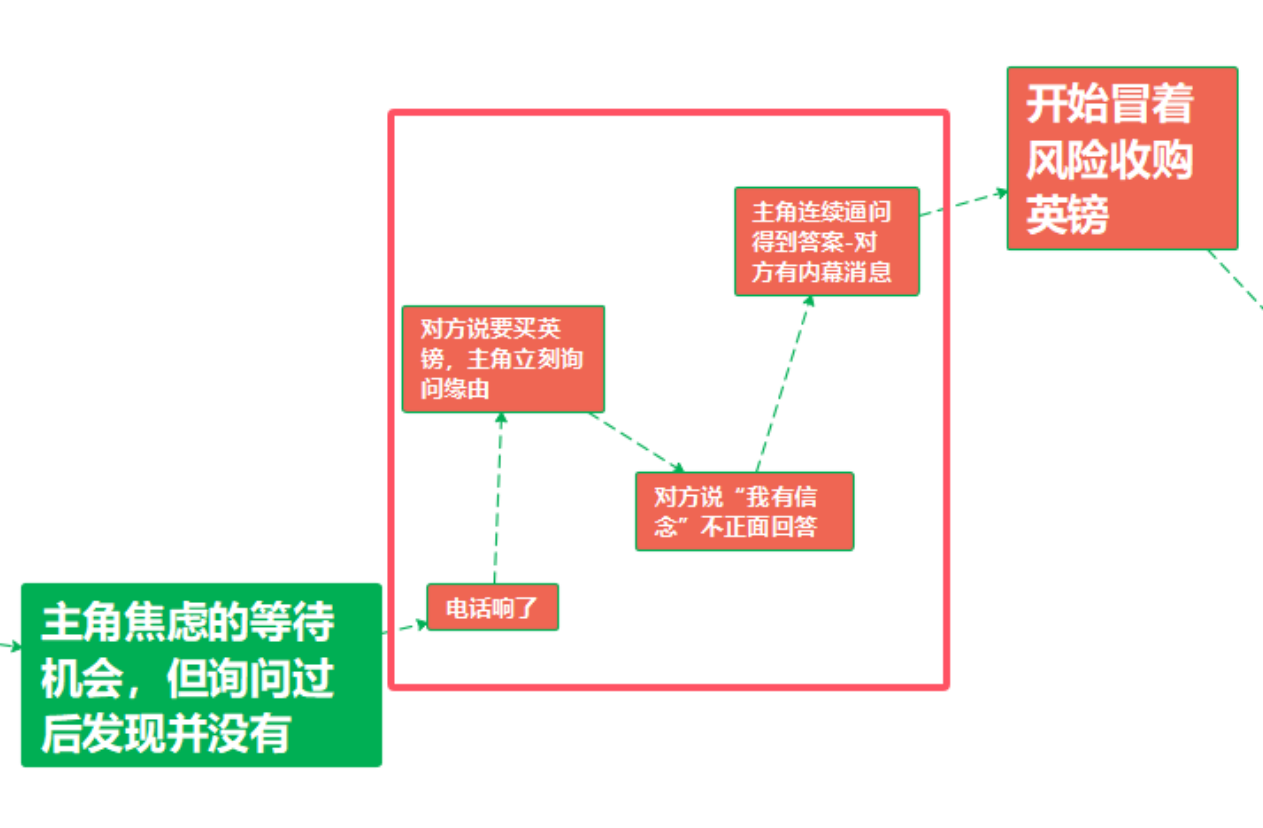 主角焦虑的等待
机会，但询问过
后发现并没有
电话响了
对方说要买英
镑，主角立刻询
问缘由
对方说“我有信
念”不正面回答
主角连续逼问
得到答案-对
方有内幕消息
开始冒着
风险收购
英镑